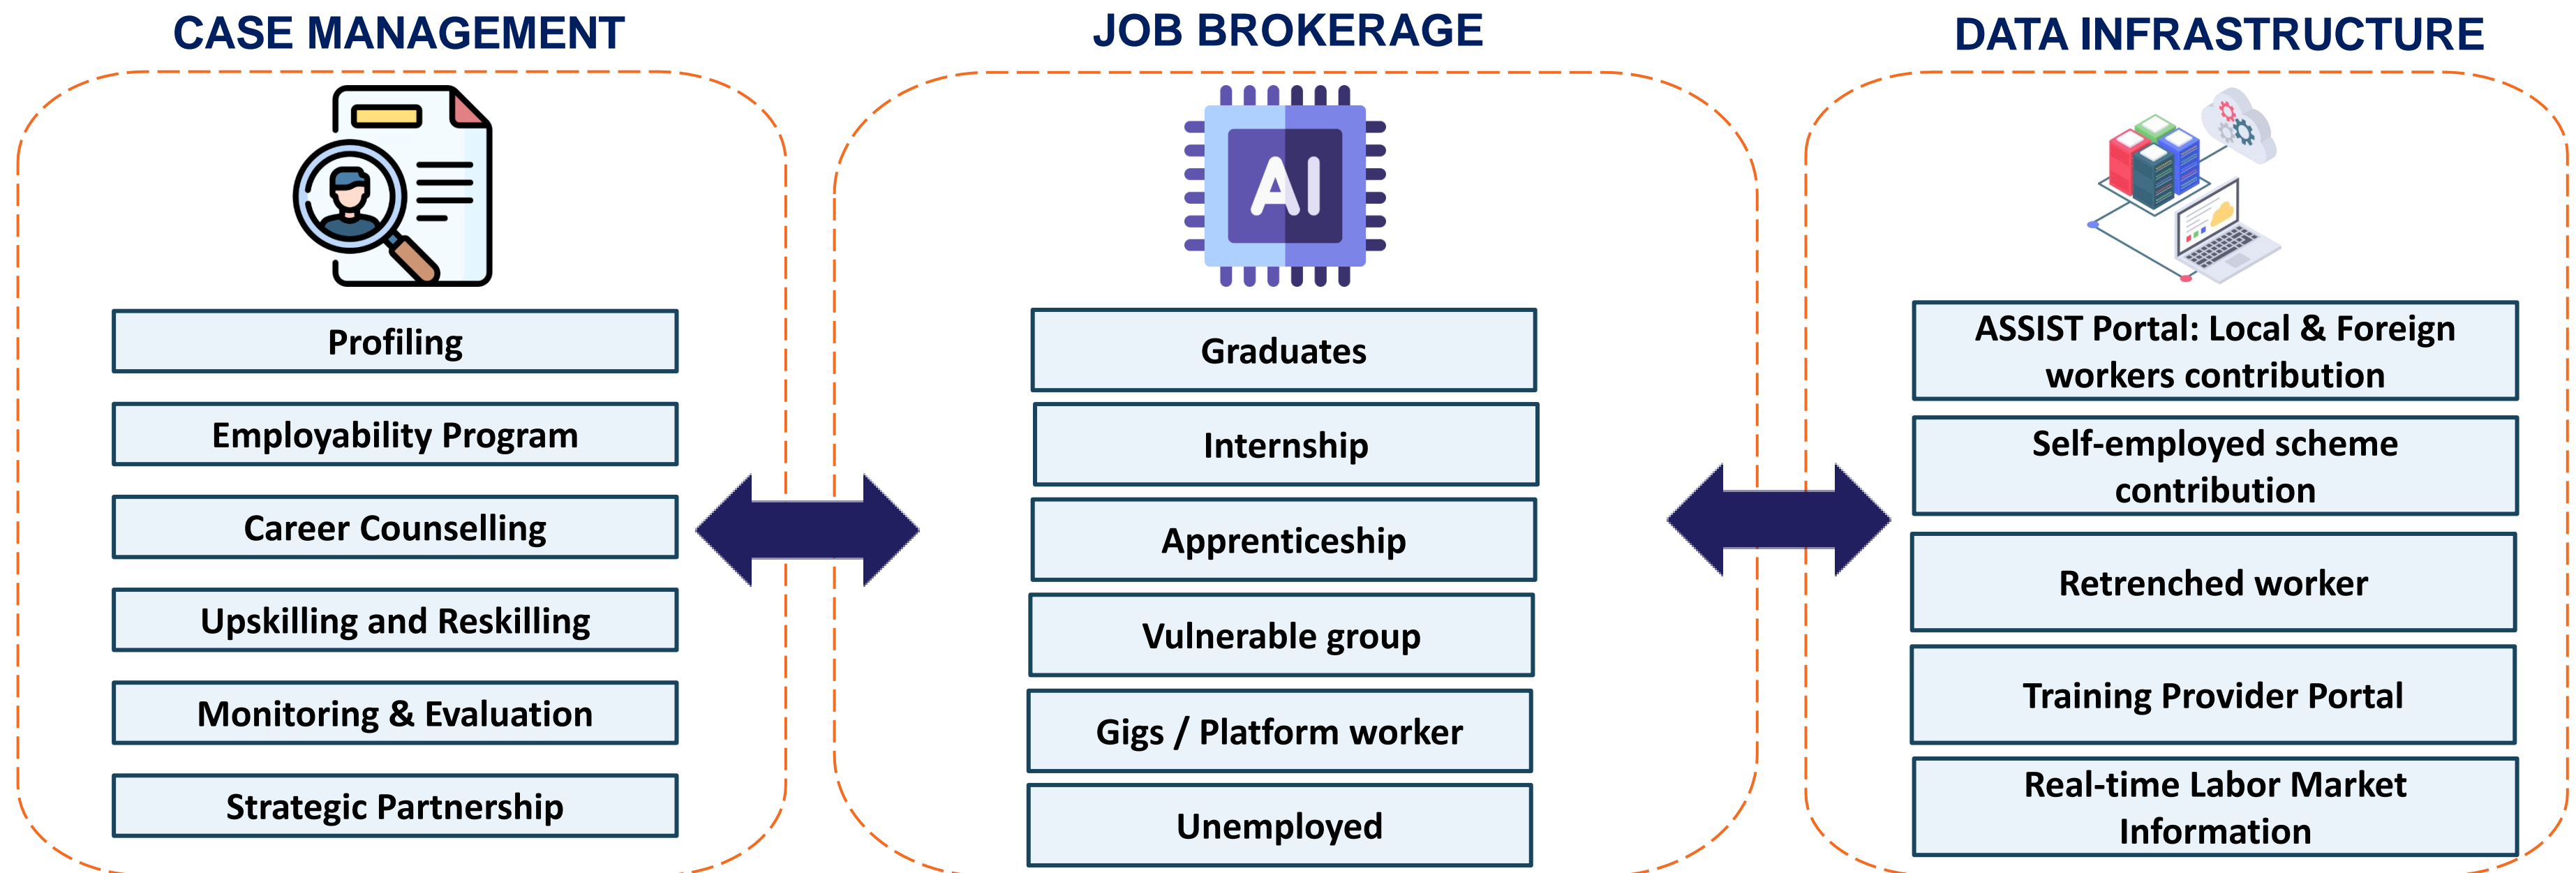 CASE MANAGEMENT
Profiling
Employability Program
Career Counselling
Upskilling and Reskilling
Monitoring & Evaluation
Strategic Partnership
JOB BROKERAGE
AI
Graduates
Internship
Apprenticeship
Vulnerable group
Gigs / Platform worker
Unemployed
DATA INFRASTRUCTURE
ASSIST Portal: Local & Foreign
workers contribution
Self-employed scheme
contribution
Retrenched worker
Training Provider Portal
Real-time Labor Market
Information